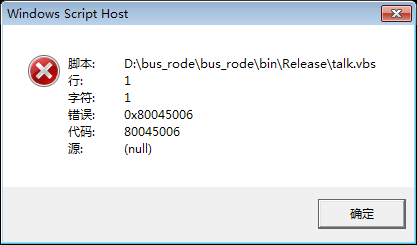 Windows Script Host
脚本: D:\bus_rode\bus_rode\bin\Release\talk.vbs
行: 1
字符: 1
错误: 0x80045006
代码: 80045006
源: (null)
确定